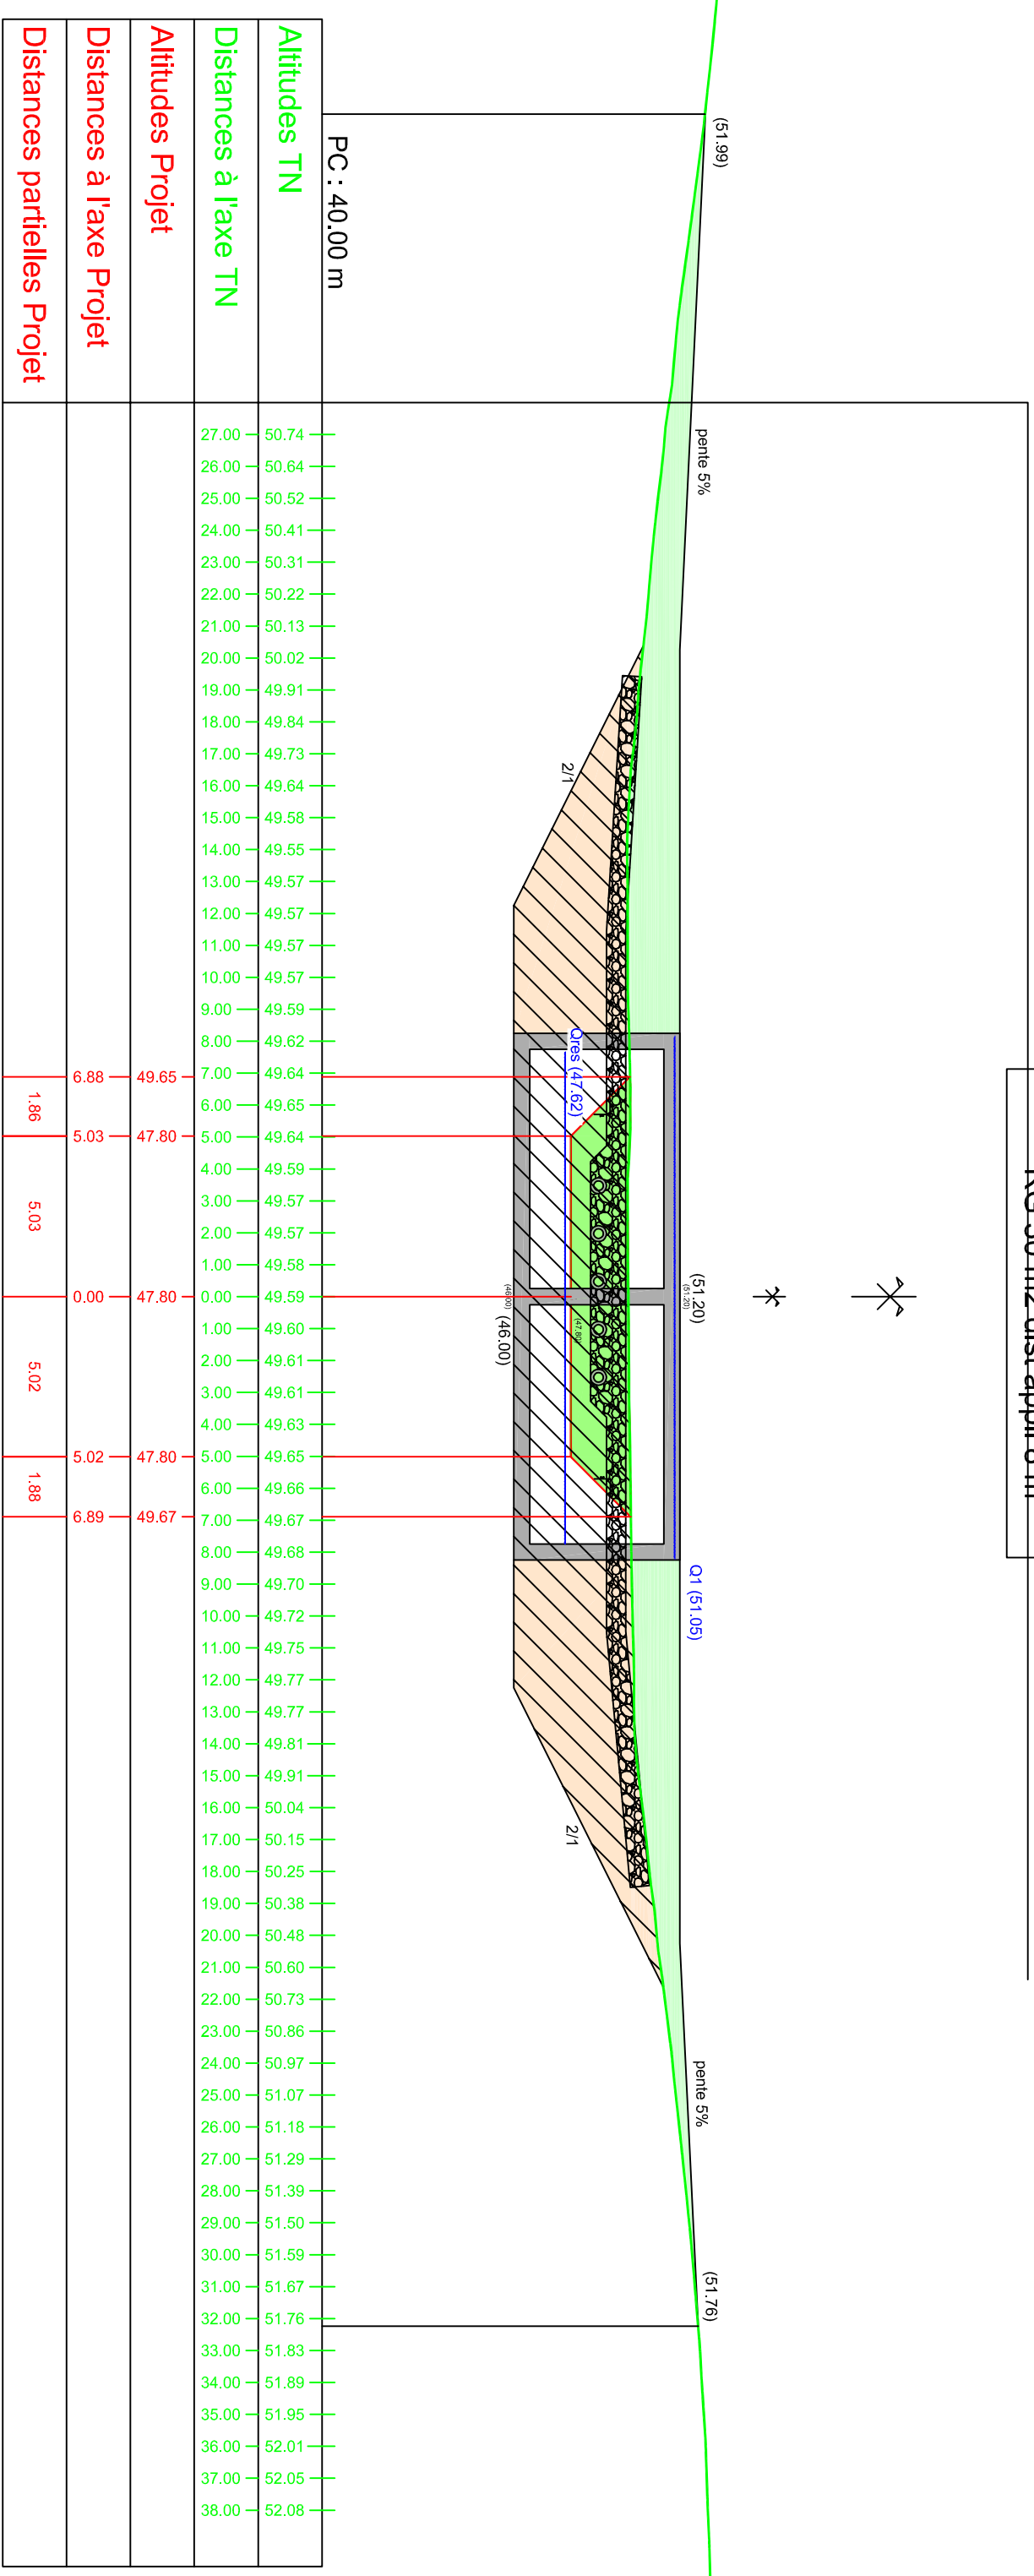 (51.99)
(51.76)
pente 5%
pente 5%
(51.20)
(51.20)
Q1 (51.05)
2/1
2/1
Qres (47.62)
(47.80)
(46.00)
(46.00)
PC : 40.00 m
Altitudes TN
50.74 50.64 50.52 50.41 50.31 50.22 50.13 50.02 49.91 49.84 49.73 49.64 49.58 49.55 49.57 49.57 49.57 49.57 49.59 49.62 49.64 49.65 49.64 49.59 49.57 49.57 49.58 49.59 49.60 49.61 49.61 49.63 49.65 49.66 49.67 49.68 49.70 49.72 49.75 49.77 49.77 49.81 49.91 50.04 50.15 50.25 50.38 50.48 50.60 50.73 50.86 50.97 51.07 51.18 51.29 51.39 51.50 51.59 51.67 51.76 51.83 51.89 51.95 52.01 52.05 52.08
Distances à l'axe TN
27.00 26.00 25.00 24.00 23.00 22.00 21.00 20.00 19.00 18.00 17.00 16.00 15.00 14.00 13.00 12.00 11.00 10.00 9.00 8.00 7.00 6.00 5.00 4.00 3.00 2.00 1.00 0.00 1.00 2.00 3.00 4.00 5.00 6.00 7.00 8.00 9.00 10.00 11.00 12.00 13.00 14.00 15.00 16.00 17.00 18.00 19.00 20.00 21.00 22.00 23.00 24.00 25.00 26.00 27.00 28.00 29.00 30.00 31.00 32.00 33.00 34.00 35.00 36.00 37.00 38.00
Altitudes Projet
49.65 47.80 47.80 47.80 49.67
Distances à l'axe Projet
6.88 5.03 0.00 5.02 6.89
Distances partielles Projet
1.86 5.03 5.02 1.88